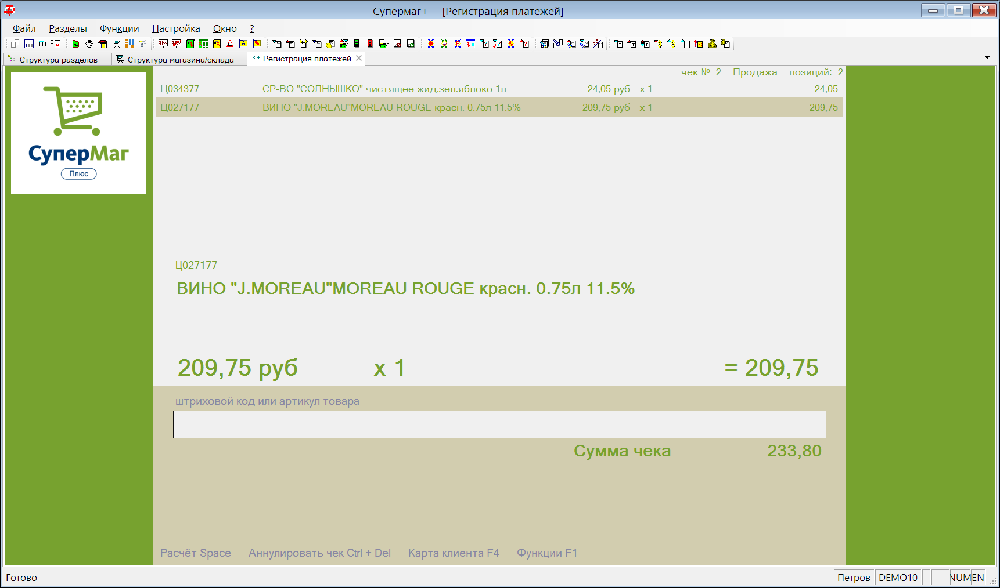 Супермаг+ - [Регистрация платежей]
Файл Разделы Функции Настройка Окно ?
Структура разделов Структура магазина/склада K+ Регистрация платежей
чек № 2 Продажа позиций: 2
Ц034377 СР-ВО "СОЛНЫШКО" чистящее жид.зел.яблоко 1л 24,05 руб х 1 24,05
Ц027177 ВИНО "J.MOREAU"MOREAU ROUGE красн. 0.75л 11.5% 209,75 руб х 1 209,75
СуперМаг
Плюс
Ц027177
ВИНО "J.MOREAU"MOREAU ROUGE красн. 0.75л 11.5%
209,75 руб х 1 = 209,75
штриховой код или артикул товара
Сумма чека 233,80
Расчёт Space Аннулировать чек Ctrl + Del Карта клиента F4 Функции F1
Готово Петров DEMO10 NUM EN